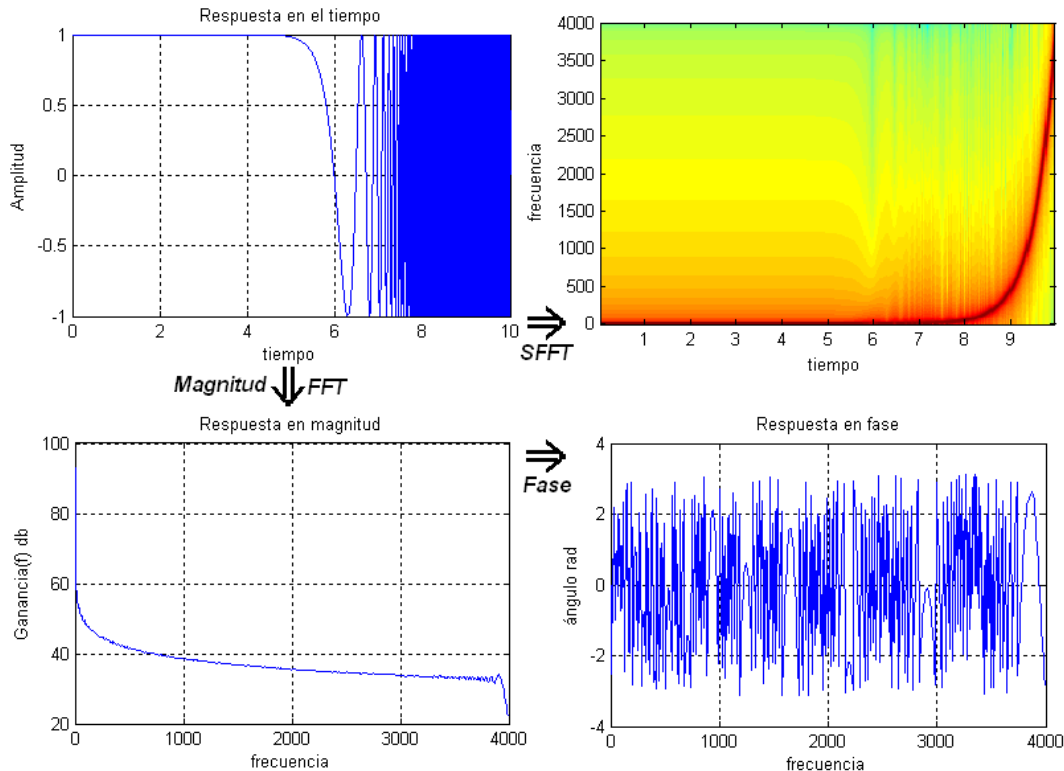 Respuesta en el tiempo
Amplitud
1
0.5
0
-0.5
-1
0 2 4 6 8 10
tiempo
SFFT
frecuencia
4000
3500
3000
2500
2000
1500
1000
500
0
1 2 3 4 5 6 7 8 9
tiempo
Magnitud FFT
Respuesta en magnitud
Ganancia(f) db
100
80
60
40
20
0 1000 2000 3000 4000
frecuencia
Fase
Respuesta en fase
ángulo rad
4
2
0
-2
-4
0 1000 2000 3000 4000
frecuencia